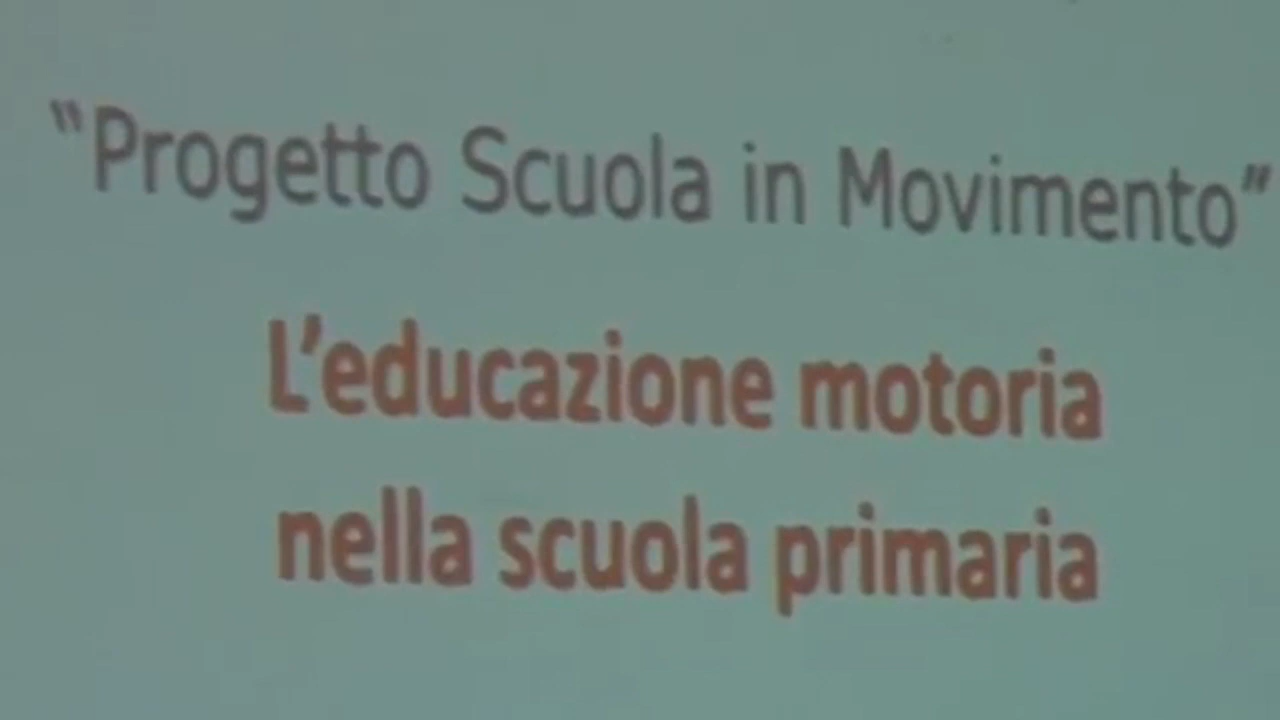 “Progetto Scuola in Movimento”
L’educazione motoria
nella scuola primaria